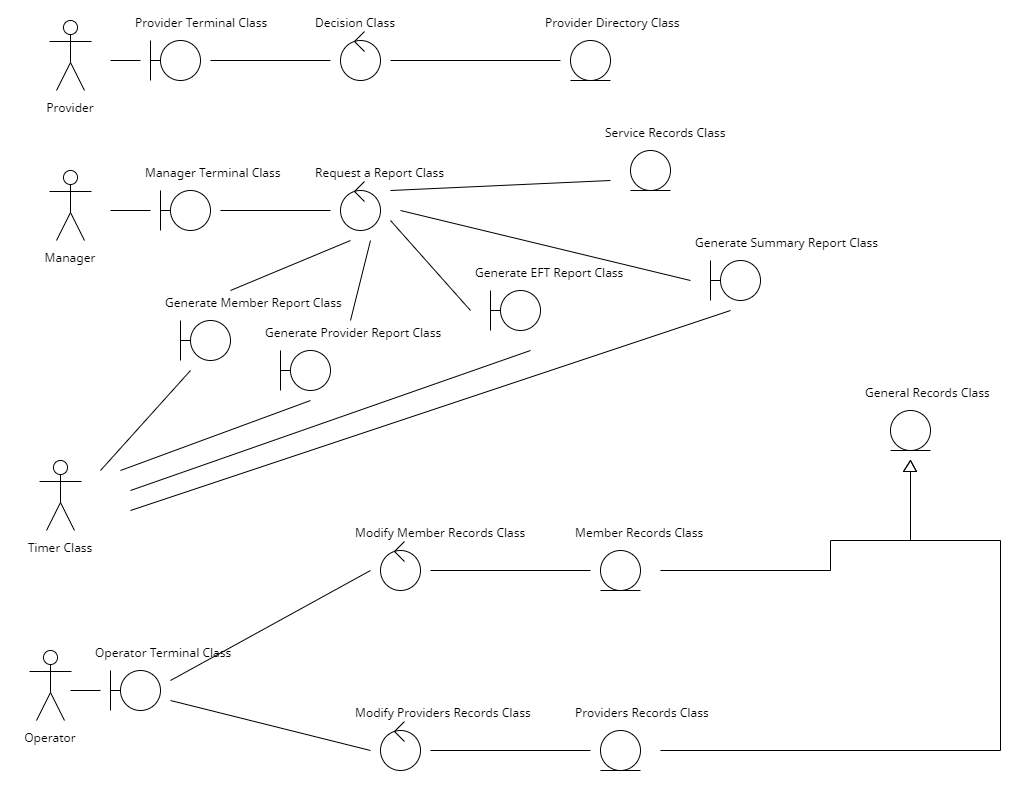 Provider Terminal Class
Decision Class
Provider Directory Class
Provider
Service Records Class
Manager Terminal Class
Request a Report Class
Manager
Generate Summary Report Class
Generate EFT Report Class
Generate Member Report Class
Generate Provider Report Class
General Records Class
Timer Class
Modify Member Records Class
Member Records Class
Operator Terminal Class
Operator
Modify Providers Records Class
Providers Records Class